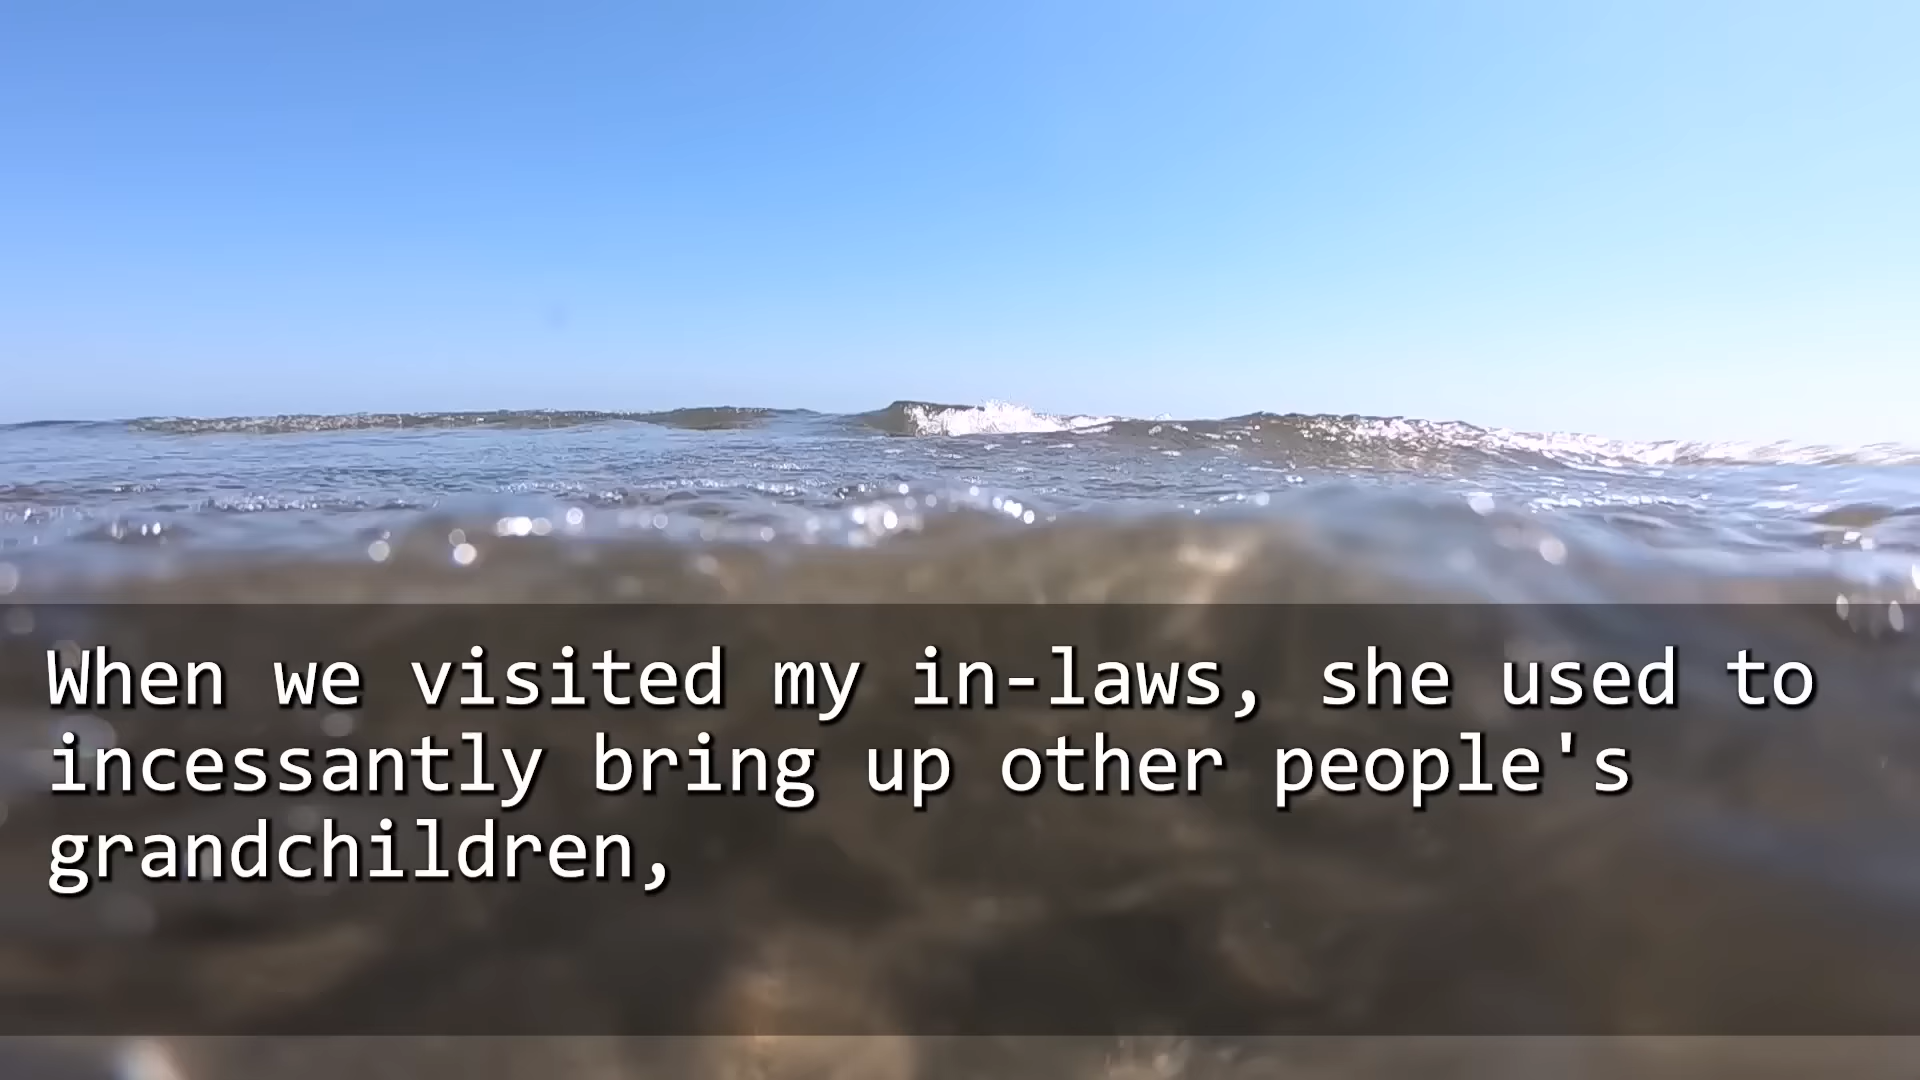 When we visited my in-laws, she used to
incessantly bring up other people's
grandchildren,